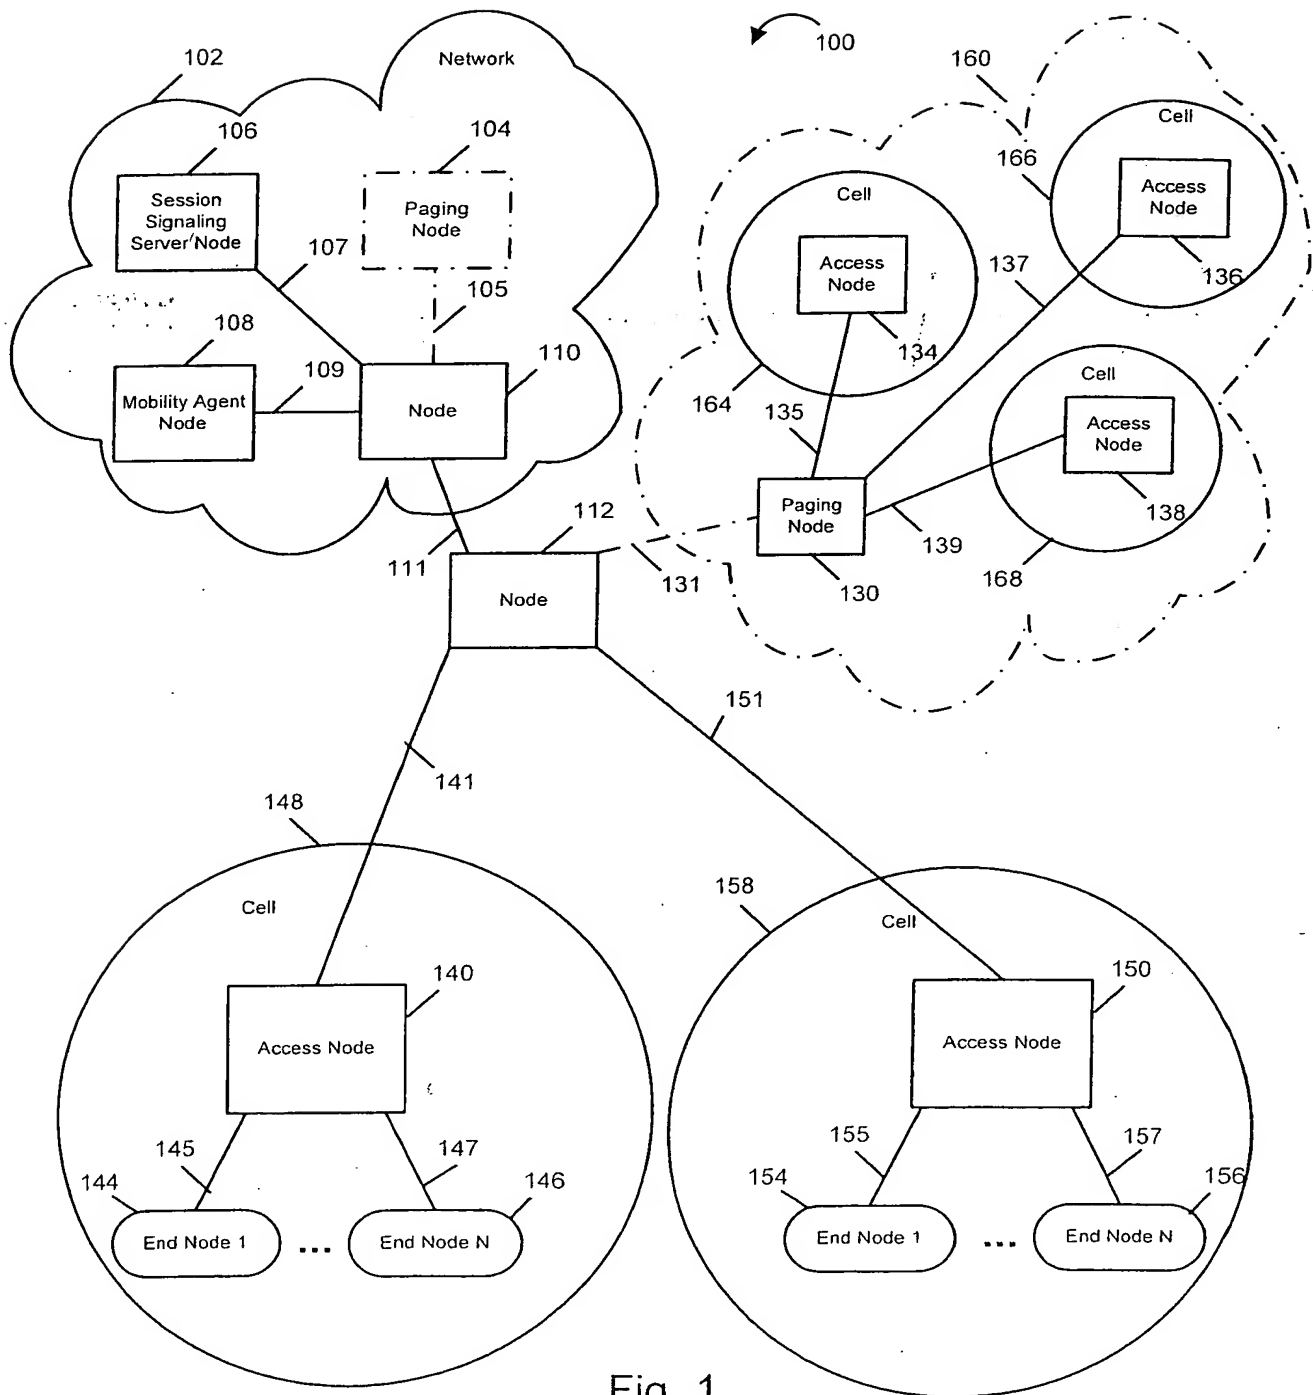 100
Network
102
160
106
104
Cell
166
Session
Signaling
Server/Node
Paging
Node
Cell
Access
Node
107
137
Access
Node
136
105
108
134
110
109
Cell
Mobility Agent
Node
Node
164
135
Access
Node
138
Paging
Node
112
139
111
131
130
168
Node
151
141
148
158
Cell
Cell
140
150
Access Node
Access Node
145
147
155
157
144
146
154
156
End Node 1
...
End Node N
End Node 1
...
End Node N
Fig. 1